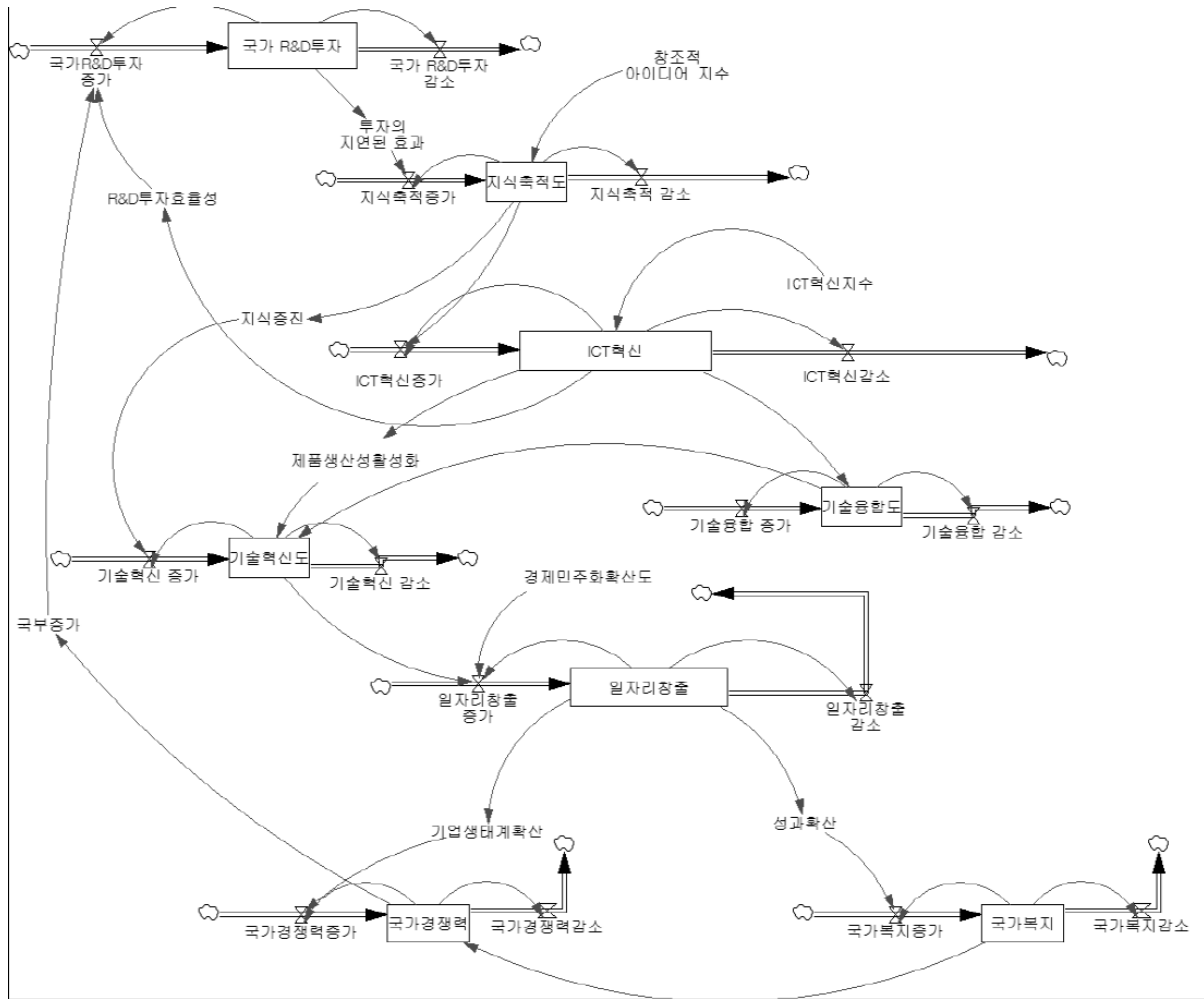 국가 R&D투자
국가R&D투자
증가
국가 R&D투자
감소
창조적
아이디어 지수
투자의
지연된 효과
지식축적도
지식축적증가
지식축적 감소
R&D투자효율성
ICT혁신지수
지식증진
ICT혁신
ICT혁신증가
ICT혁신감소
제품생산성활성화
기술융합도
기술융합 증가
기술융합 감소
기술혁신도
기술혁신 증가
기술혁신 감소
경제민주화확산도
국부증가
일자리창출
일자리창출
증가
일자리창출
감소
기업생태계확산
성과확산
국가경쟁력
국가경쟁력증가
국가경쟁력감소
국가복지
국가복지증가
국가복지감소